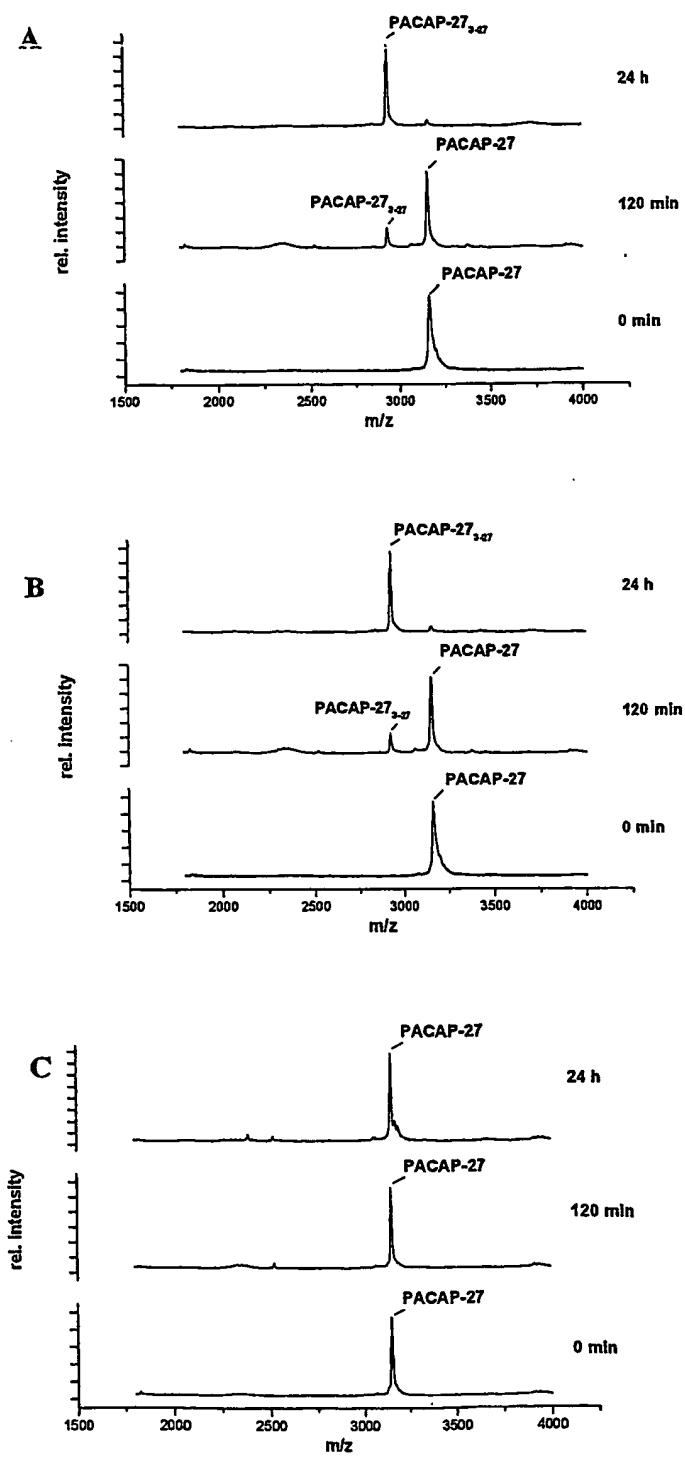 A
PACAP-27₃₋₂₇
24 h
PACAP-27
PACAP-27₃₋₂₇
120 min
PACAP-27
0 min
rel. intensity
1500 2000 2500 3000 3500 4000
m/z
B
PACAP-27₃₋₂₇
24 h
PACAP-27
PACAP-27₃₋₂₇
120 min
PACAP-27
0 min
rel. intensity
1500 2000 2500 3000 3500 4000
m/z
C
PACAP-27
24 h
PACAP-27
120 min
PACAP-27
0 min
rel. intensity
1500 2000 2500 3000 3500 4000
m/z